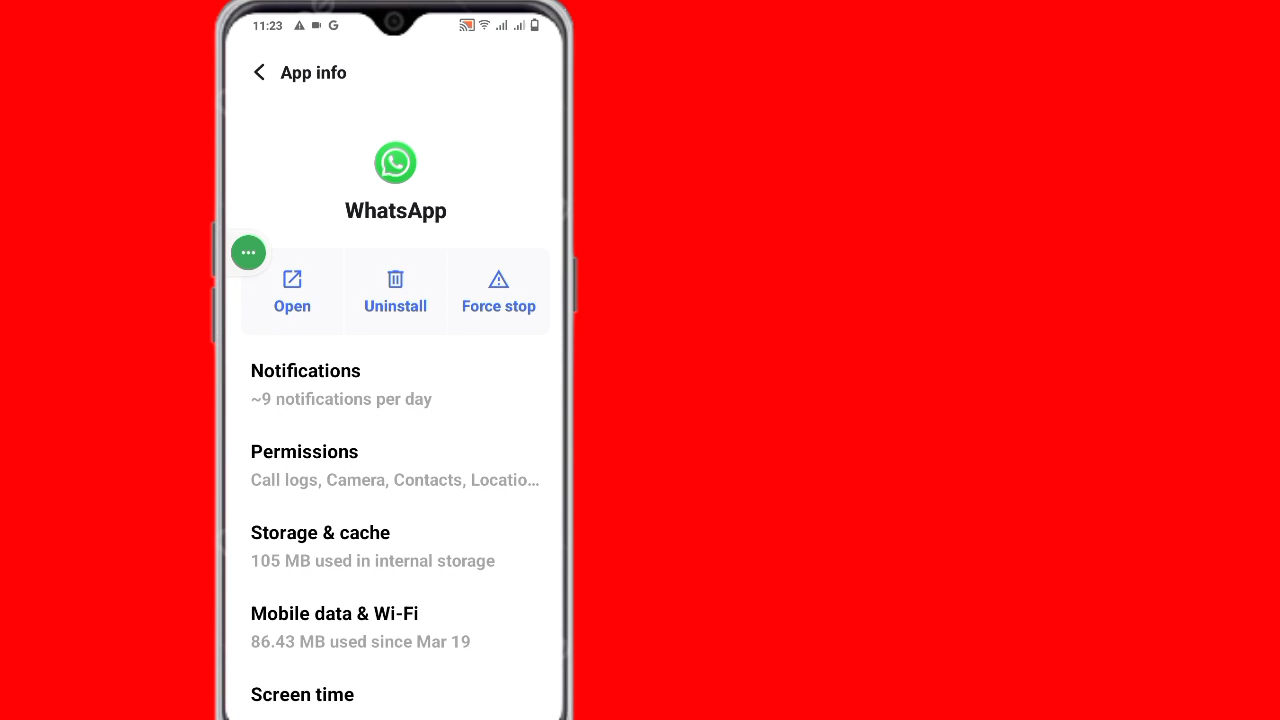 11:23
App info
WhatsApp
Open
Uninstall
Force stop
Notifications
~9 notifications per day
Permissions
Call logs, Camera, Contacts, Locatio...
Storage & cache
105 MB used in internal storage
Mobile data & Wi-Fi
86.43 MB used since Mar 19
Screen time